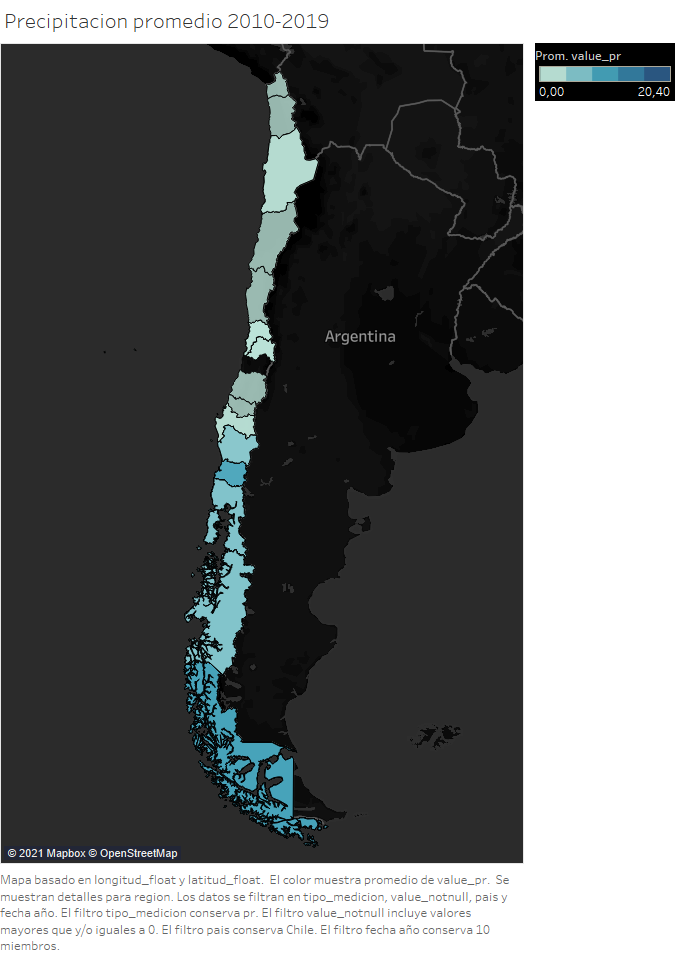 Precipitacion promedio 2010-2019
Prom. value_pr
0,00 20,40
Argentina
© 2021 Mapbox © OpenStreetMap
Mapa basado en longitud_float y latitud_float. El color muestra promedio de value_pr. Se
muestran detalles para region. Los datos se filtran en tipo_medicion, value_notnull, pais y
fecha año. El filtro tipo_medicion conserva pr. El filtro value_notnull incluye valores
mayores que y/o iguales a 0. El filtro pais conserva Chile. El filtro fecha año conserva 10
miembros.